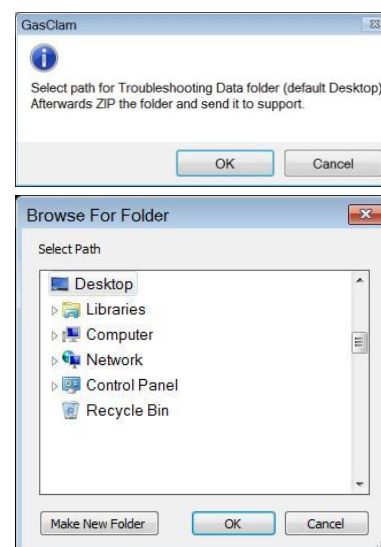 GasClam
Select path for Troubleshooting Data folder (default Desktop)
Afterwards ZIP the folder and send it to support.
OK
Cancel
Browse For Folder
Select Path
Desktop
Libraries
Computer
Network
Control Panel
Recycle Bin
Make New Folder
OK
Cancel